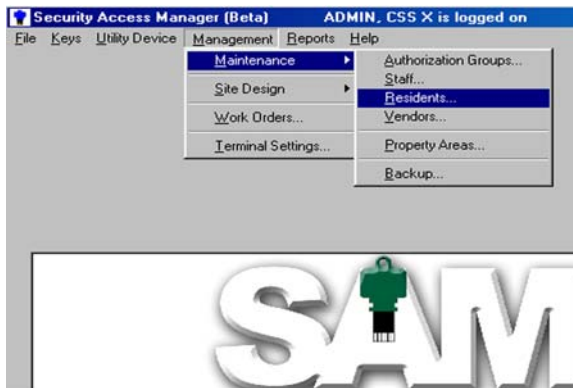 Security Access Manager (Beta) ADMIN, CSS X is logged on
File Keys Utility Device Management Reports Help
Maintenance
Site Design
Work Orders...
Terminal Settings...
Authorization Groups...
Staff...
Residents...
Vendors...
Property Areas...
Backup...
SAM